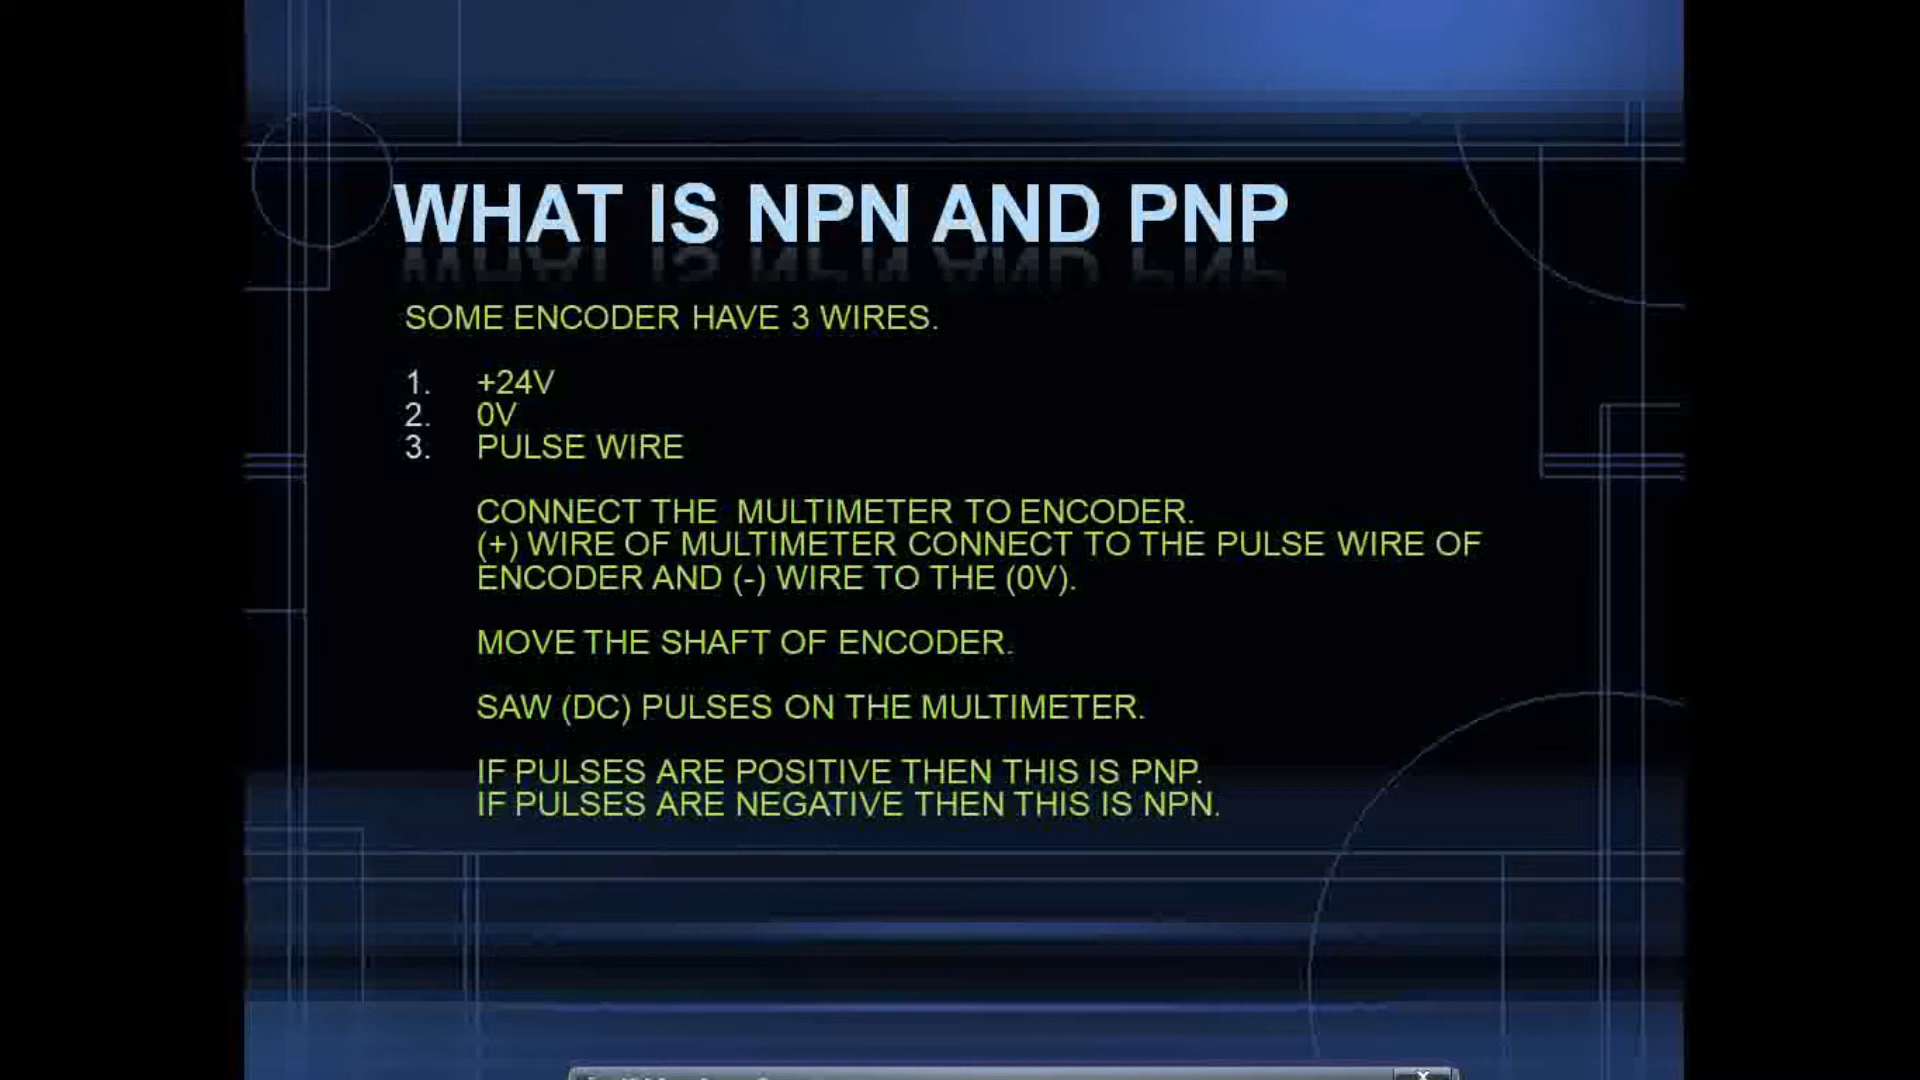 WHAT IS NPN AND PNP
SOME ENCODER HAVE 3 WIRES.
1. +24V
2. 0V
3. PULSE WIRE
CONNECT THE MULTIMETER TO ENCODER.
(+) WIRE OF MULTIMETER CONNECT TO THE PULSE WIRE OF
ENCODER AND (-) WIRE TO THE (0V).
MOVE THE SHAFT OF ENCODER.
SAW (DC) PULSES ON THE MULTIMETER.
IF PULSES ARE POSITIVE THEN THIS IS PNP.
IF PULSES ARE NEGATIVE THEN THIS IS NPN.